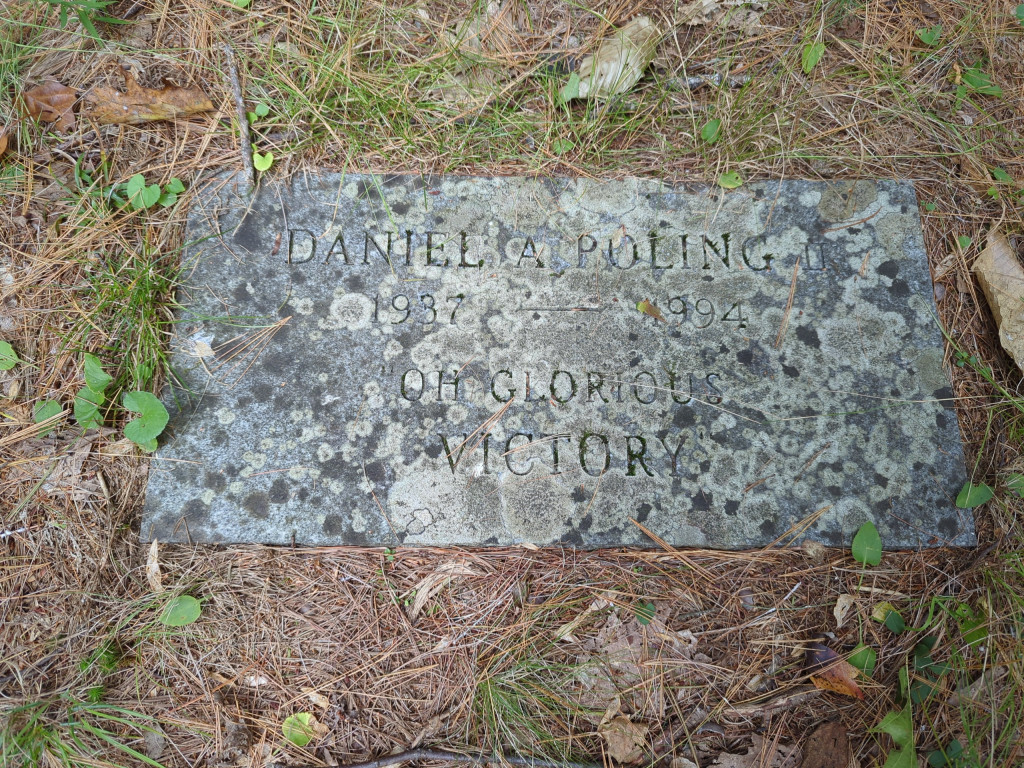 DANIEL A POLING II
1937 — 1994
"OH GLORIOUS"
VICTORY"